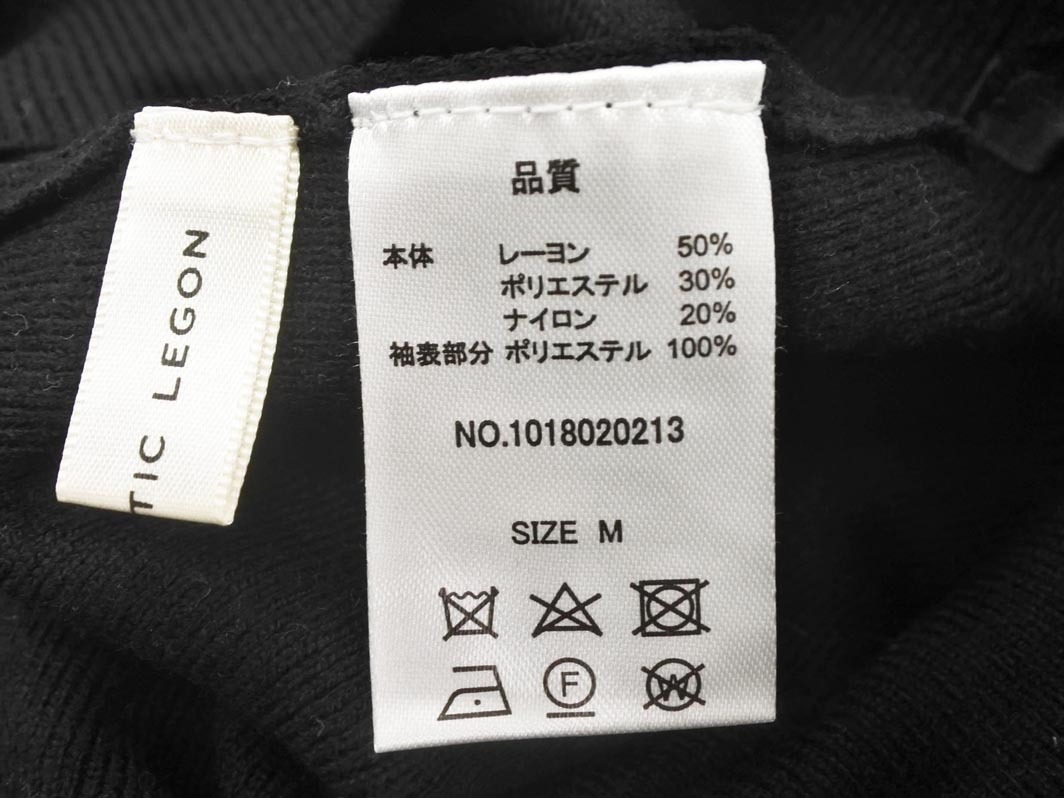 TIC LEGON
品質
本体 レーヨン 50%
ポリエステル 30%
ナイロン 20%
袖表部分 ポリエステル 100%
NO.1018020213
SIZE M
F W